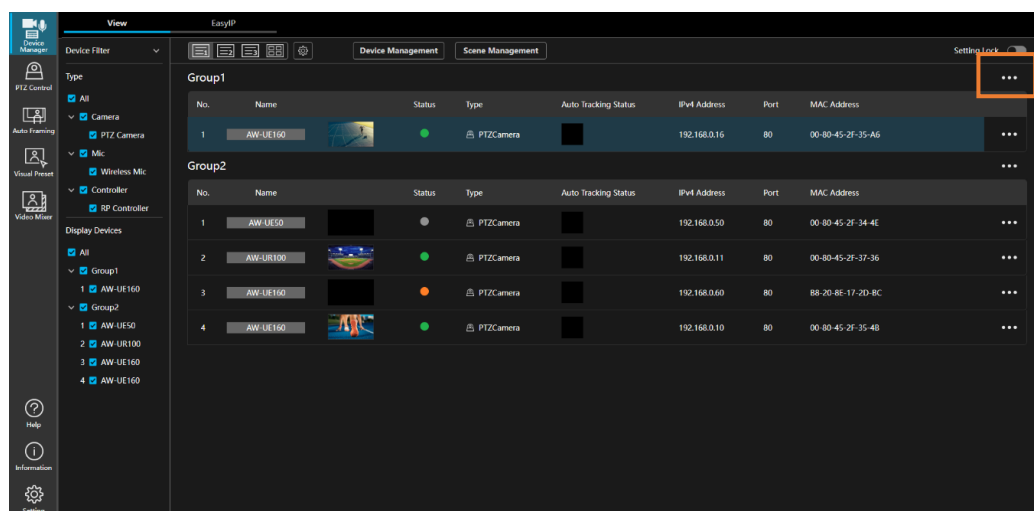 View EasyIP
Device Manager
PTZ Control
Auto Framing
Visual Preset
Video Mixer
Help
Information
Setting
Device Filter
Type
All
Camera
PTZ Camera
Mic
Wireless Mic
Controller
RP Controller
Display Devices
All
Group1
1 AW-UE160
Group2
1 AW-UE50
2 AW-UR100
3 AW-UE160
4 AW-UE160
Device Management Scene Management Setting Lock
Group1
No. Name Status Type Auto Tracking Status IPv4 Address Port MAC Address
1 AW-UE160 PTZCamera 192.168.0.16 80 00-80-45-2F-35-A6
Group2
No. Name Status Type Auto Tracking Status IPv4 Address Port MAC Address
1 AW-UE50 PTZCamera 192.168.0.50 80 00-80-45-2F-34-4E
2 AW-UR100 PTZCamera 192.168.0.11 80 00-80-45-2F-37-36
3 AW-UE160 PTZCamera 192.168.0.60 80 B8-20-8E-17-2D-BC
4 AW-UE160 PTZCamera 192.168.0.10 80 00-80-45-2F-35-4B